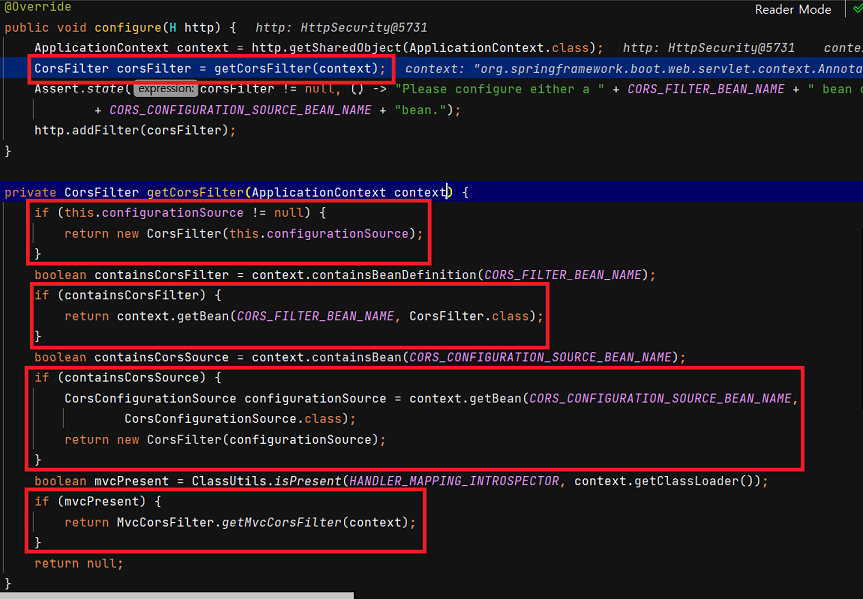 Reader Mode
@Override
public void configure(H http) {   http: HttpSecurity@5731
ApplicationContext context = http.getSharedObject(ApplicationContext.class);   http: HttpSecurity@5731   conte
CorsFilter corsFilter = getCorsFilter(context);   context: "org.springframework.boot.web.servlet.context.Annota
Assert.state( expression: corsFilter != null, () -> "Please configure either a " + CORS_FILTER_BEAN_NAME + " bean o
+ CORS_CONFIGURATION_SOURCE_BEAN_NAME + "bean.");
http.addFilter(corsFilter);
}
private CorsFilter getCorsFilter(ApplicationContext context) {
if (this.configurationSource != null) {
return new CorsFilter(this.configurationSource);
}
boolean containsCorsFilter = context.containsBeanDefinition(CORS_FILTER_BEAN_NAME);
if (containsCorsFilter) {
return context.getBean(CORS_FILTER_BEAN_NAME, CorsFilter.class);
}
boolean containsCorsSource = context.containsBean(CORS_CONFIGURATION_SOURCE_BEAN_NAME);
if (containsCorsSource) {
CorsConfigurationSource configurationSource = context.getBean(CORS_CONFIGURATION_SOURCE_BEAN_NAME,
CorsConfigurationSource.class);
return new CorsFilter(configurationSource);
}
boolean mvcPresent = ClassUtils.isPresent(HANDLER_MAPPING_INTROSPECTOR, context.getClassLoader());
if (mvcPresent) {
return MvcCorsFilter.getMvcCorsFilter(context);
}
return null;
}